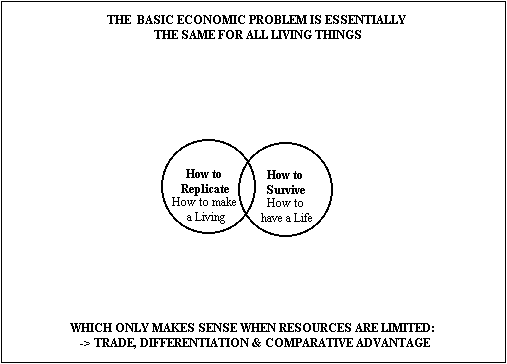 THE BASIC ECONOMIC PROBLEM IS ESSENTIALLY
THE SAME FOR ALL LIVING THINGS
How to
Replicate
How to make
a Living
How to
Survive
How to
have a Life
WHICH ONLY MAKES SENSE WHEN RESOURCES ARE LIMITED:
-> TRADE, DIFFERENTIATION & COMPARATIVE ADVANTAGE